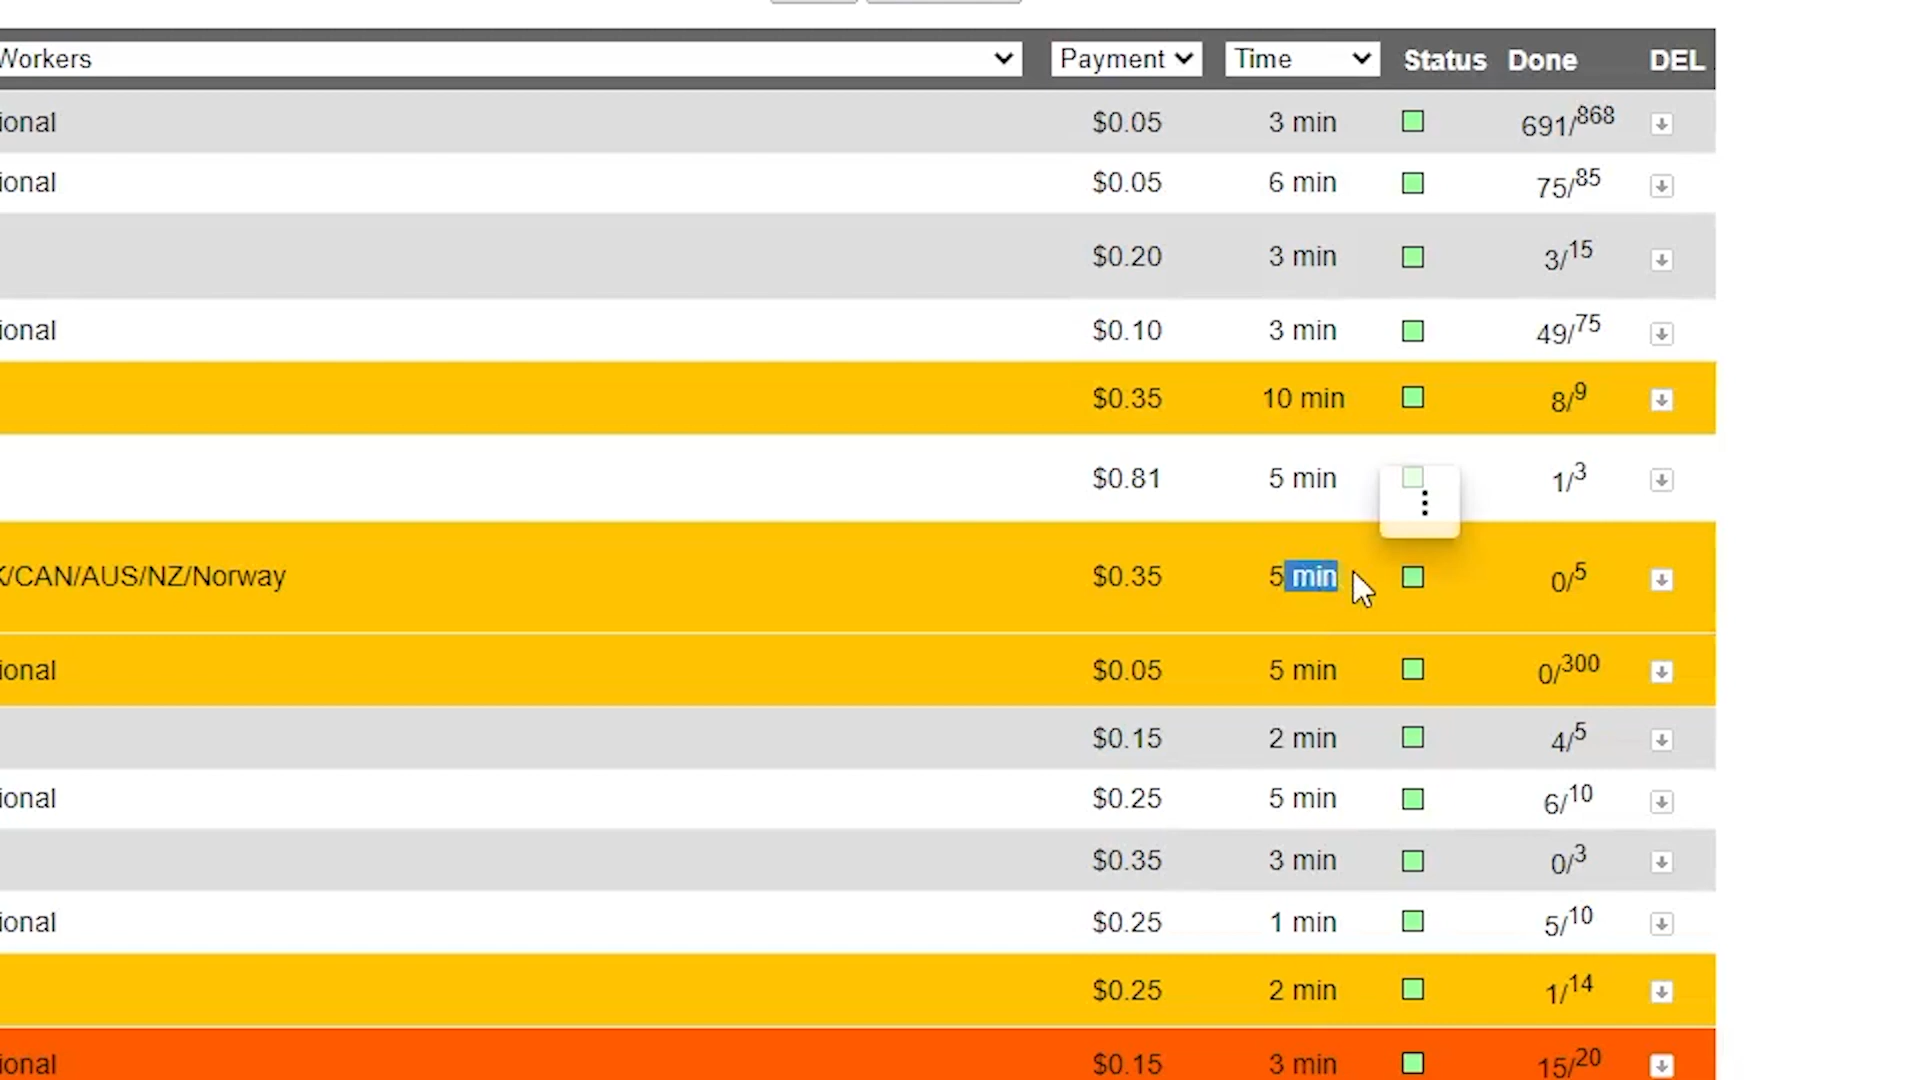 Workers Payment Time Status Done DEL
ional $0.05 3 min 691/868
ional $0.05 6 min 75/85
$0.20 3 min 3/15
ional $0.10 3 min 49/75
$0.35 10 min 8/9
$0.81 5 min 1/3
K/CAN/AUS/NZ/Norway $0.35 5 min 0/5
ional $0.05 5 min 0/300
$0.15 2 min 4/5
ional $0.25 5 min 6/10
$0.35 3 min 0/3
ional $0.25 1 min 5/10
$0.25 2 min 1/14
ional $0.15 3 min 15/20